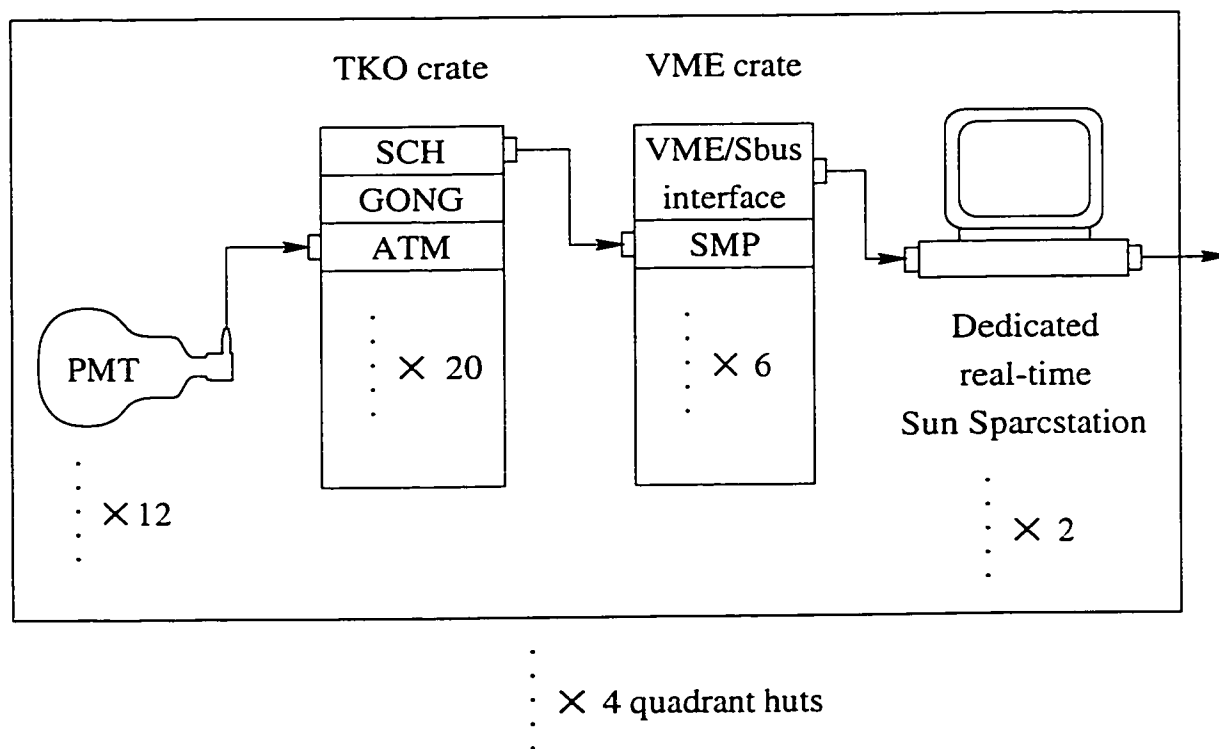 TKO crate
VME crate
SCH
GONG
ATM
× 20
VME/Sbus
interface
SMP
× 6
PMT
× 12
Dedicated
real-time
Sun Sparcstation
× 2
× 4 quadrant huts